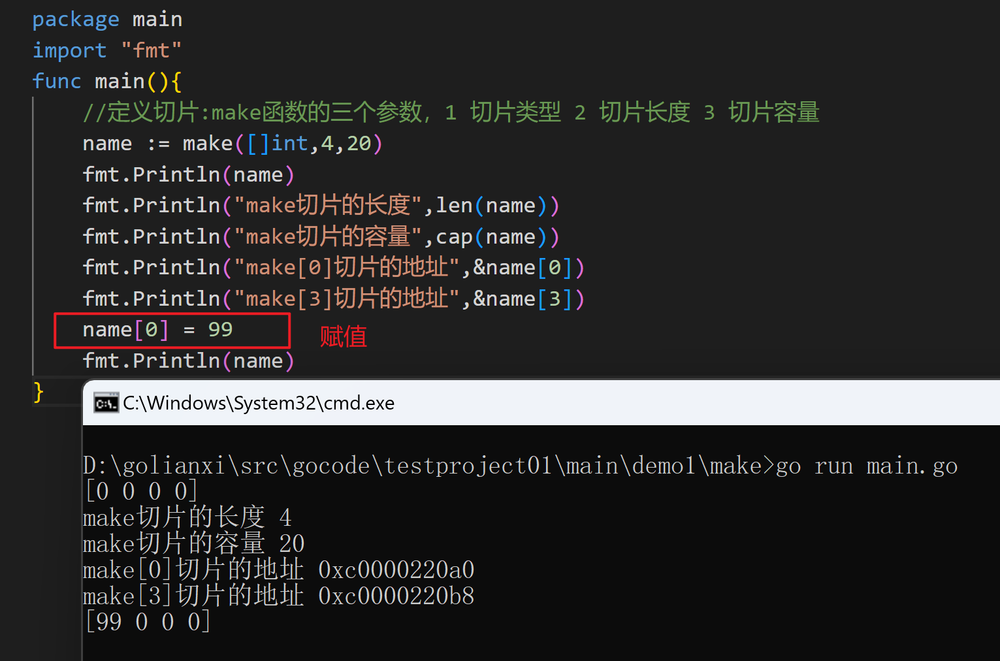 package main
import "fmt"
func main(){
//定义切片:make函数的三个参数，1 切片类型 2 切片长度 3 切片容量
name := make([]int,4,20)
fmt.Println(name)
fmt.Println("make切片的长度",len(name))
fmt.Println("make切片的容量",cap(name))
fmt.Println("make[0]切片的地址",&name[0])
fmt.Println("make[3]切片的地址",&name[3])
name[0] = 99 赋值
fmt.Println(name)
}
C:\Windows\System32\cmd.exe
D:\golianxi\src\gocode\testproject01\main\demo1\make>go run main.go
[0 0 0 0]
make切片的长度 4
make切片的容量 20
make[0]切片的地址 0xc0000220a0
make[3]切片的地址 0xc0000220b8
[99 0 0 0]